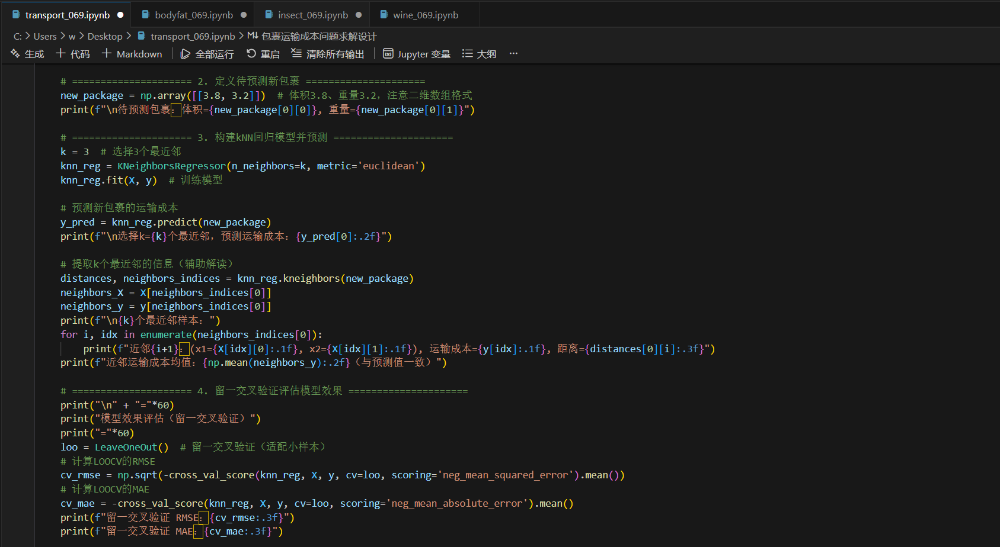 transport_069.ipynb ● bodyfat_069.ipynb ● insect_069.ipynb ● wine_069.ipynb
C: > Users > w > Desktop > transport_069.ipynb > M↓ 包裹运输成本问题求解设计
生成 + 代码 + Markdown 全部运行 重启 清除所有输出 Jupyter 变量 大纲 ···
# ===================== 2. 定义待预测新包裹 =====================
new_package = np.array([[3.8, 3.2]])  # 体积3.8、重量3.2，注意二维数组格式
print(f"\n待预测包裹：体积={new_package[0][0]}, 重量={new_package[0][1]}")
# ===================== 3. 构建kNN回归模型并预测 =====================
k = 3  # 选择3个最近邻
knn_reg = KNeighborsRegressor(n_neighbors=k, metric='euclidean')
knn_reg.fit(X, y)  # 训练模型
# 预测新包裹的运输成本
y_pred = knn_reg.predict(new_package)
print(f"\n选择k={k}个最近邻，预测运输成本：{y_pred[0]:.2f}")
# 提取k个最近邻的信息（辅助解读）
distances, neighbors_indices = knn_reg.kneighbors(new_package)
neighbors_X = X[neighbors_indices[0]]
neighbors_y = y[neighbors_indices[0]]
print(f"\n{k}个最近邻样本：")
for i, idx in enumerate(neighbors_indices[0]):
    print(f"近邻{i+1}：(x1={X[idx][0]:.1f}, x2={X[idx][1]:.1f}), 运输成本={y[idx]:.1f}, 距离={distances[0][i]:.3f}")
print(f"近邻运输成本均值：{np.mean(neighbors_y):.2f}（与预测值一致）")
# ===================== 4. 留一交叉验证评估模型效果 =====================
print("\n" + "="*60)
print("模型效果评估（留一交叉验证）")
print("="*60)
loo = LeaveOneOut()  # 留一交叉验证（适配小样本）
# 计算LOOCV的RMSE
cv_rmse = np.sqrt(-cross_val_score(knn_reg, X, y, cv=loo, scoring='neg_mean_squared_error').mean())
# 计算LOOCV的MAE
cv_mae = -cross_val_score(knn_reg, X, y, cv=loo, scoring='neg_mean_absolute_error').mean()
print(f"留一交叉验证 RMSE：{cv_rmse:.3f}")
print(f"留一交叉验证 MAE：{cv_mae:.3f}")